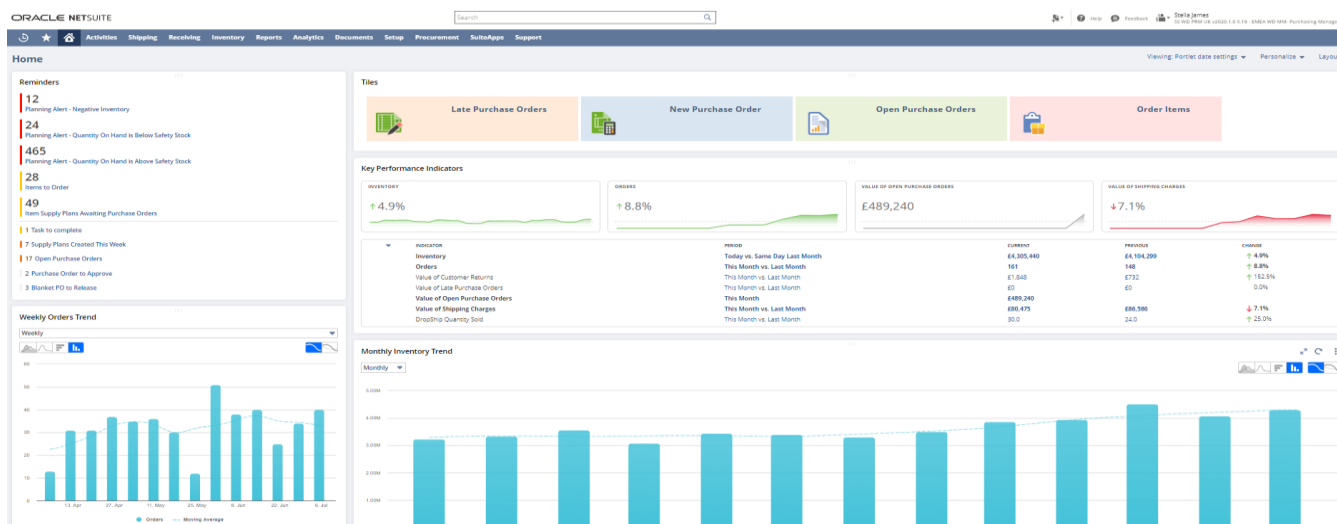 ORACLE NETSUITE
Search
Help
Feedback
Stella James
Activities Shipping Receiving Inventory Reports Analytics Documents Setup Procurement SuiteApps Support
Home
Viewing: Portlet date settings
Personalize
Layou
Reminders
12
Planning Alert - Negative Inventory
24
Planning Alert - Quantity On Hand is Below Safety Stock
465
Planning Alert - Quantity On Hand is Above Safety Stock
28
Items to Order
49
Item Supply Plans Awaiting Purchase Orders
1 Task to complete
7 Supply Plans Created This Week
17 Open Purchase Orders
2 Purchase Order to Approve
3 Blanket PO to Release
Tiles
Late Purchase Orders
New Purchase Order
Open Purchase Orders
Order Items
Key Performance Indicators
INVENTORY
4.9%
ORDERS
8.8%
VALUE OF OPEN PURCHASE ORDERS
£489,240
VALUE OF SHIPPING CHARGES
7.1%
INDICATOR PERIOD CURRENT PREVIOUS CHANGE
Inventory Today vs. Same Day Last Month £4,305,440 £4,104,299 4.9%
Orders This Month vs. Last Month 161 148 8.8%
Value of Customer Returns This Month vs. Last Month £1,848 £732 152.5%
Value of Late Purchase Orders This Month vs. Last Month £0 £0 0.0%
Value of Open Purchase Orders This Month £489,240
Value of Shipping Charges This Month vs. Last Month £80,475 £86,586 7.1%
DropShip Quantity Sold This Month vs. Last Month 30.0 24.0 25.0%
Weekly Orders Trend
Weekly
60
50
40
30
20
10
0
13. Apr 27. Apr 11. May 25. May 8. Jun 22. Jun 6. Jul
Orders Moving Average
Monthly Inventory Trend
Monthly
5.00M
4.00M
3.00M
2.00M
1.00M